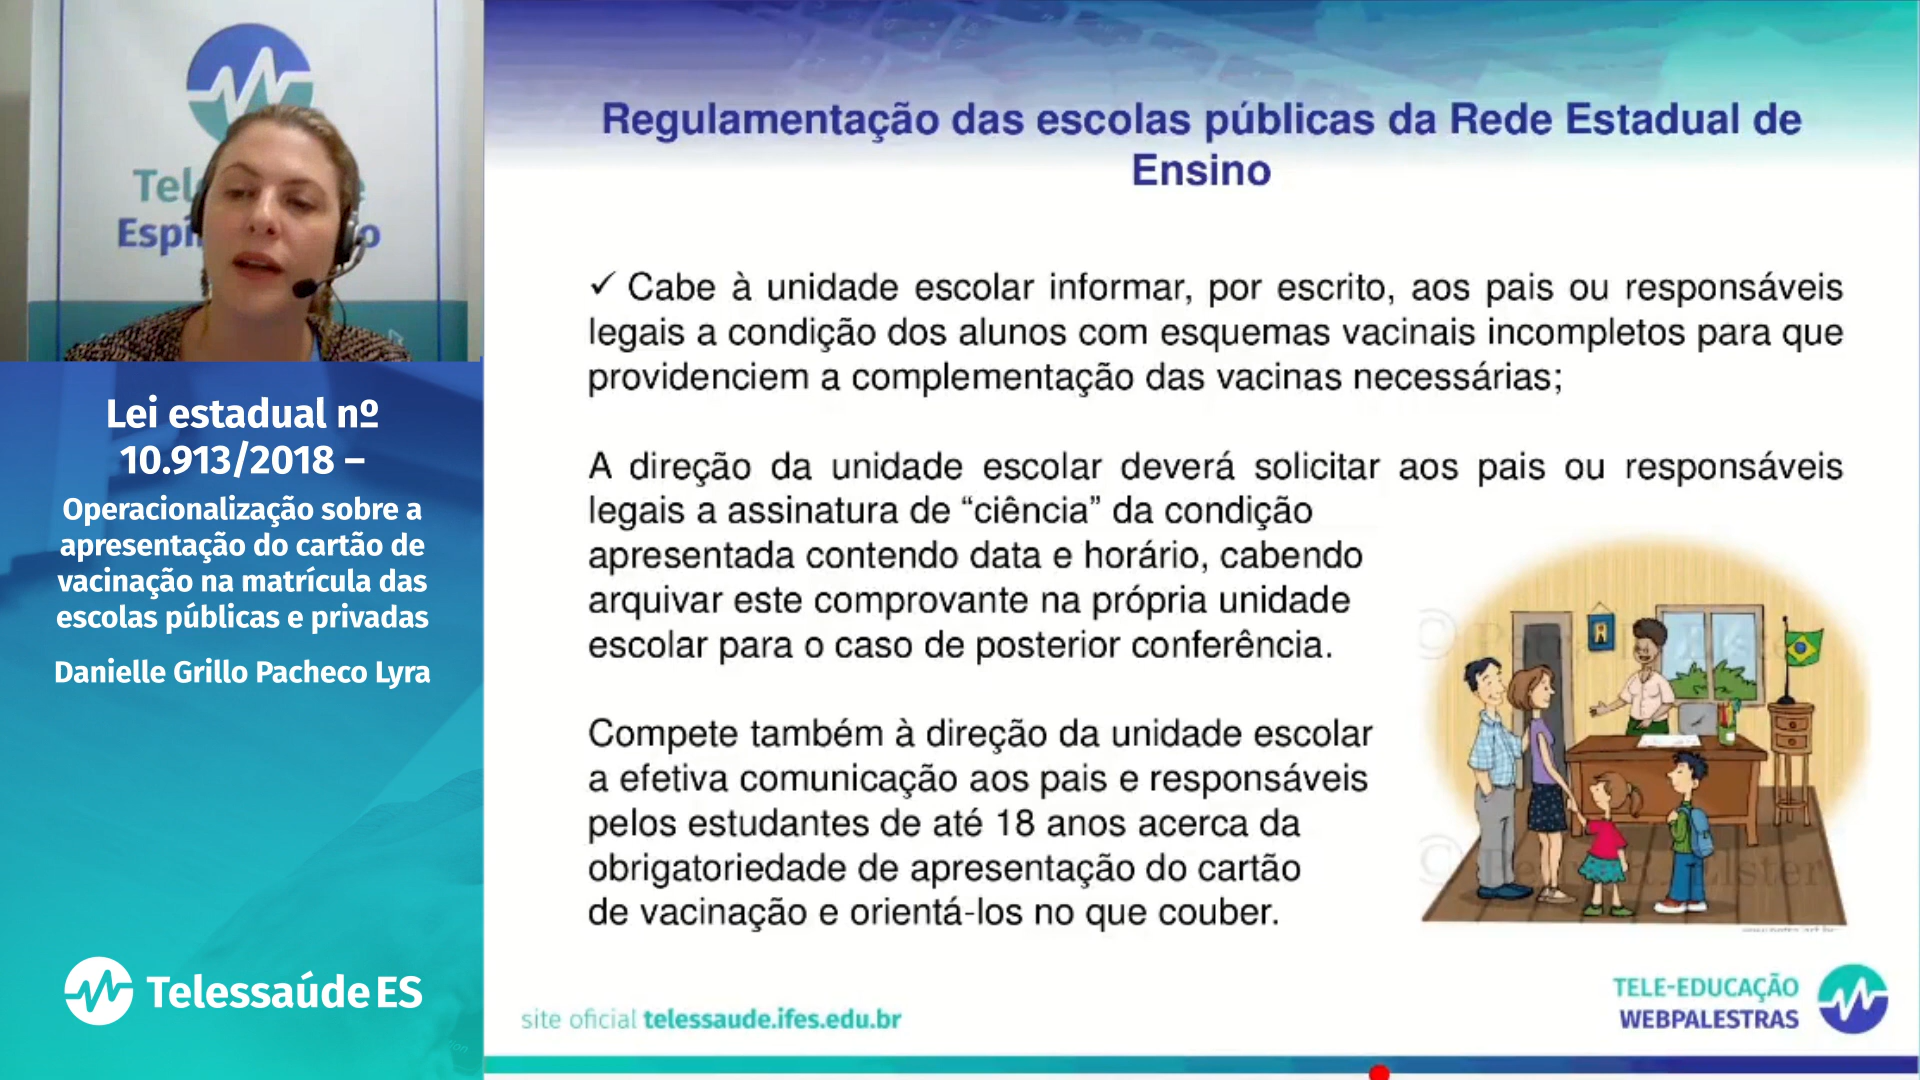 Lei estadual nº
10.913/2018 –
Operacionalização sobre a
apresentação do cartão de
vacinação na matrícula das
escolas públicas e privadas
Danielle Grillo Pacheco Lyra
TelessaúdeES
Regulamentação das escolas públicas da Rede Estadual de
Ensino
✓ Cabe à unidade escolar informar, por escrito, aos pais ou responsáveis
legais a condição dos alunos com esquemas vacinais incompletos para que
providenciem a complementação das vacinas necessárias;
A direção da unidade escolar deverá solicitar aos pais ou responsáveis
legais a assinatura de “ciência” da condição
apresentada contendo data e horário, cabendo
arquivar este comprovante na própria unidade
escolar para o caso de posterior conferência.
Compete também à direção da unidade escolar
a efetiva comunicação aos pais e responsáveis
pelos estudantes de até 18 anos acerca da
obrigatoriedade de apresentação do cartão
de vacinação e orientá-los no que couber.
site oficial telessaude.ifes.edu.br
TELE-EDUCAÇÃO
WEBPALESTRAS